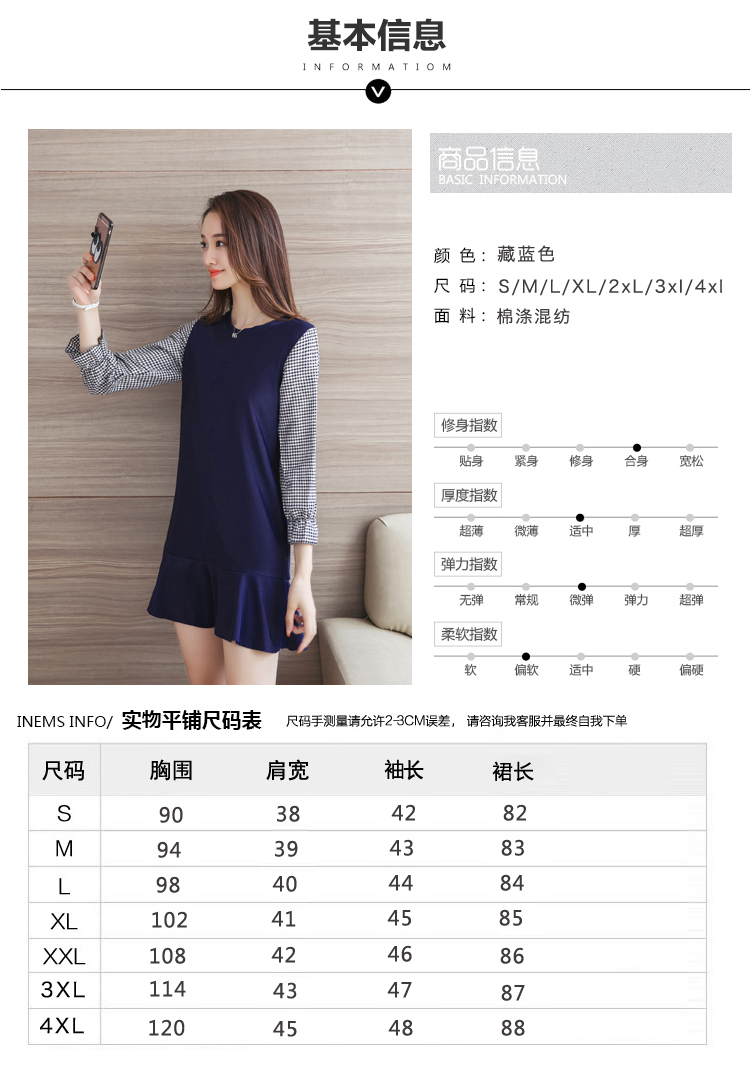 基本信息
INFORMATIOM
V
商品信息
BASIC INFORMATION
颜 色： 藏蓝色
尺 码： S/M/L/XL/2xL/3xl/4xl
面 料： 棉涤混纺
修身指数
贴身 紧身 修身 合身 宽松
厚度指数
超薄 微薄 适中 厚 超厚
弹力指数
无弹 常规 微弹 弹力 超弹
柔软指数
软 偏软 适中 硬 偏硬
INEMS INFO/ 实物平铺尺码表 尺码手测量请允许2-3CM误差， 请咨询我客服并最终自我下单
尺码 胸围 肩宽 袖长 裙长
S 90 38 42 82
M 94 39 43 83
L 98 40 44 84
XL 102 41 45 85
XXL 108 42 46 86
3XL 114 43 47 87
4XL 120 45 48 88